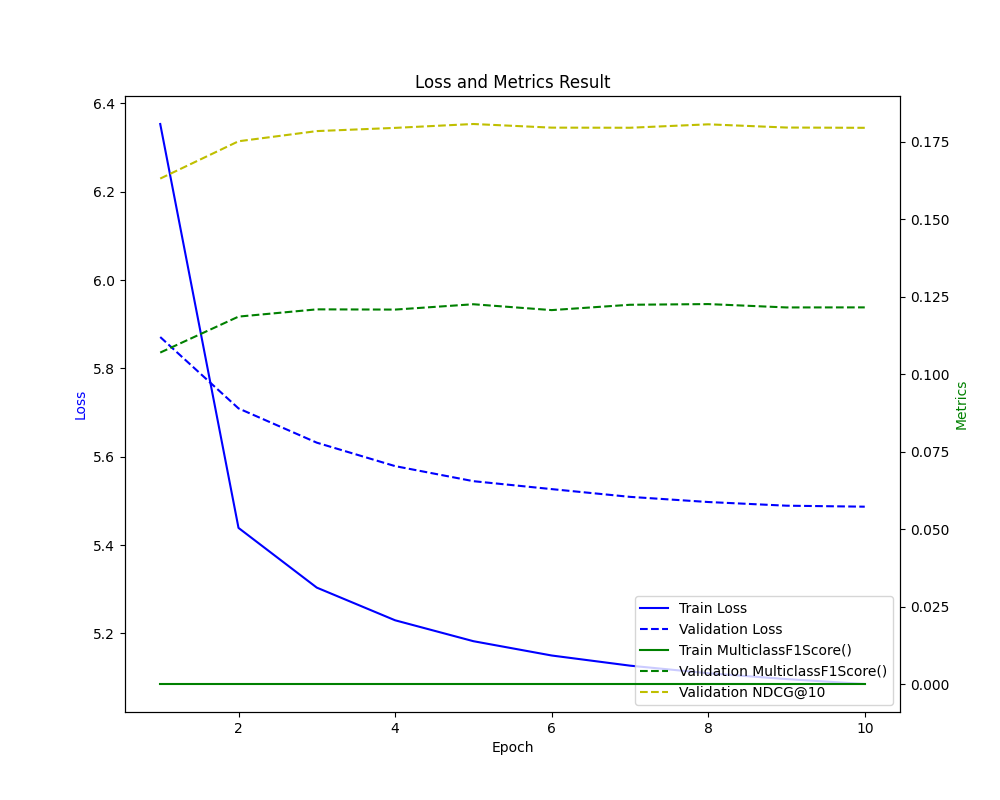 Loss and Metrics Result
6.4
6.2
6.0
5.8
5.6
5.4
5.2
Loss
0.175
0.150
0.125
0.100
0.075
0.050
0.025
0.000
Metrics
Train Loss
Validation Loss
Train MulticlassF1Score()
Validation MulticlassF1Score()
Validation NDCG@10
2 4 6 8 10
Epoch